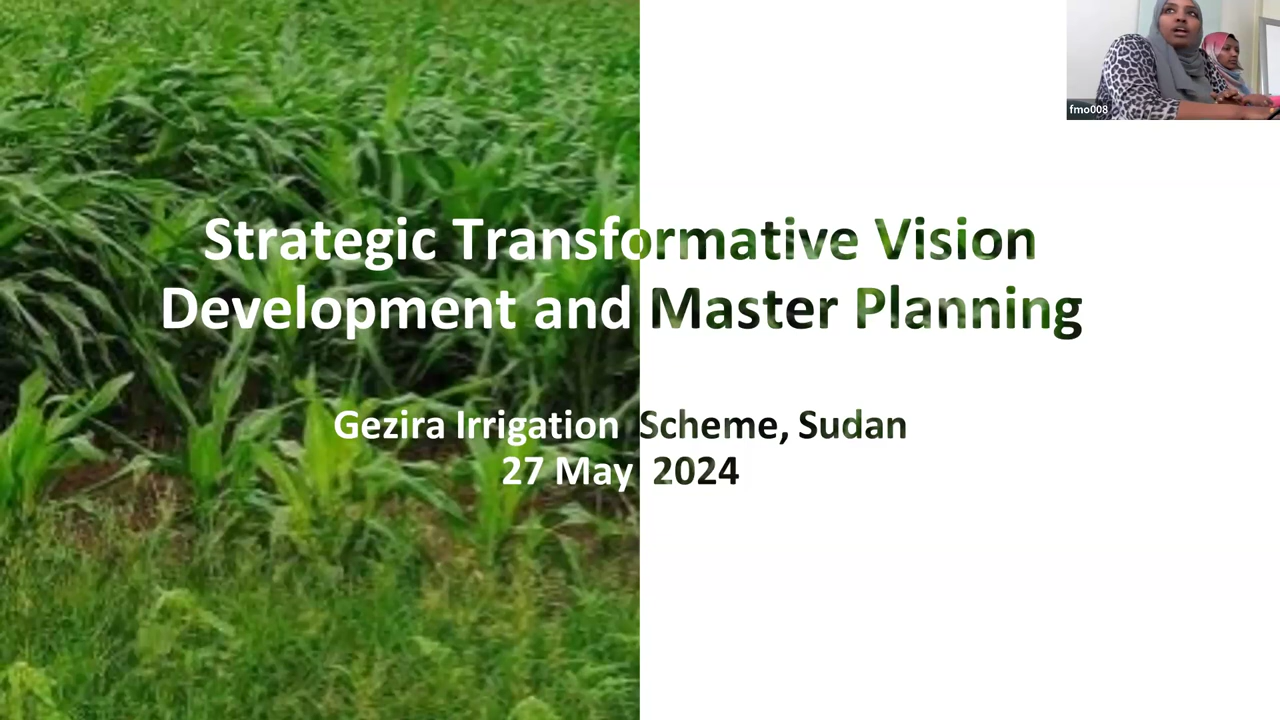 fmo008
Strategic Transformative Vision
Development and Master Planning
Gezira Irrigation Scheme, Sudan
27 May 2024